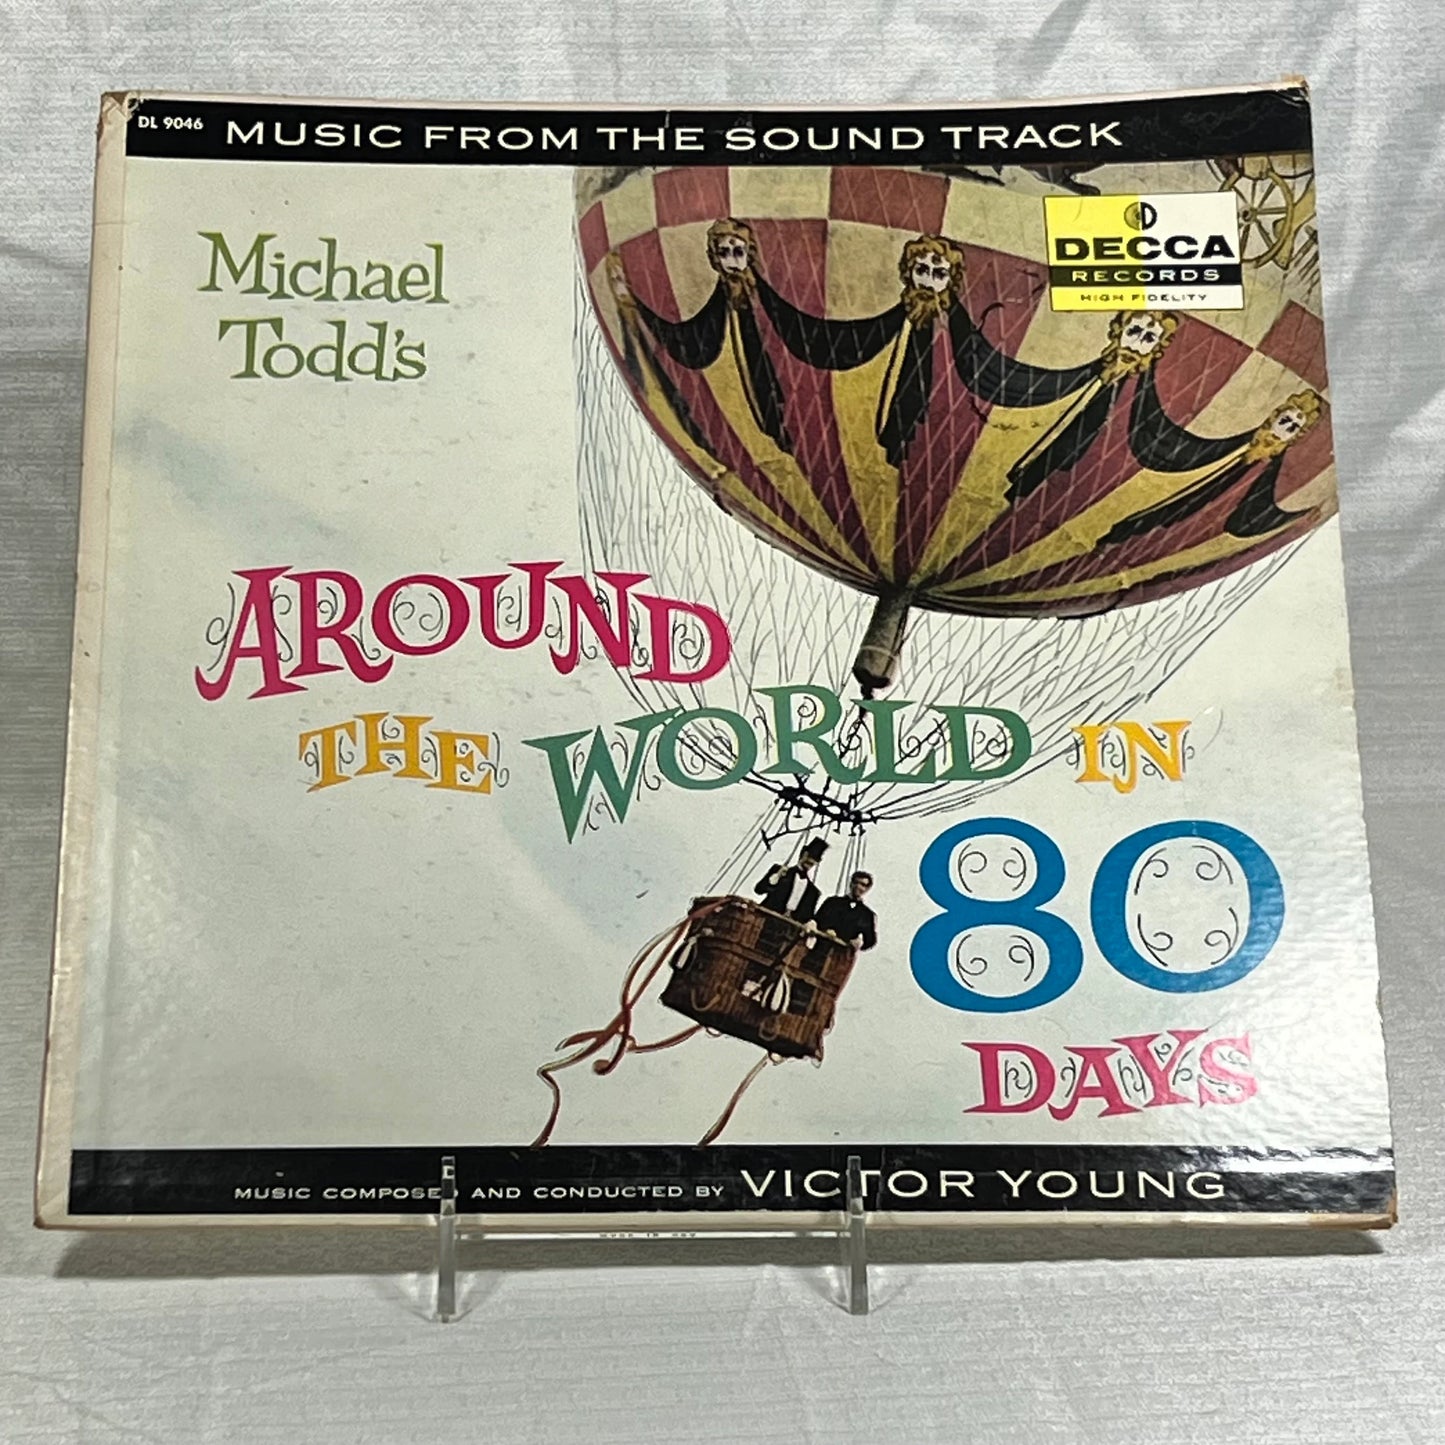 DL 9046 MUSIC FROM THE SOUND TRACK
DECCA
RECORDS
HIGH FIDELITY
Michael
Todd's
AROUND
THE WORLD IN
80
DAYS
MUSIC COMPOSED AND CONDUCTED BY VICTOR YOUNG